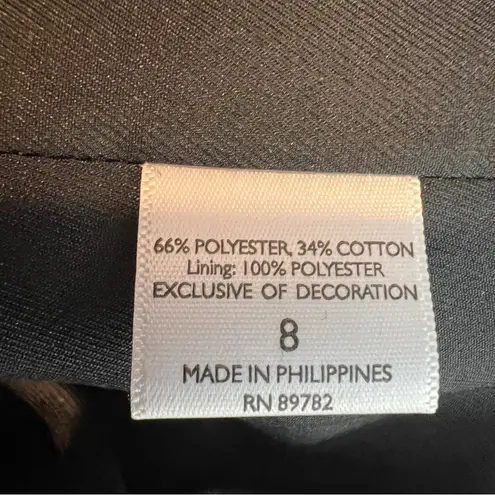 66% POLYESTER, 34% COTTON
Lining: 100% POLYESTER
EXCLUSIVE OF DECORATION
8
MADE IN PHILIPPINES
RN 89782